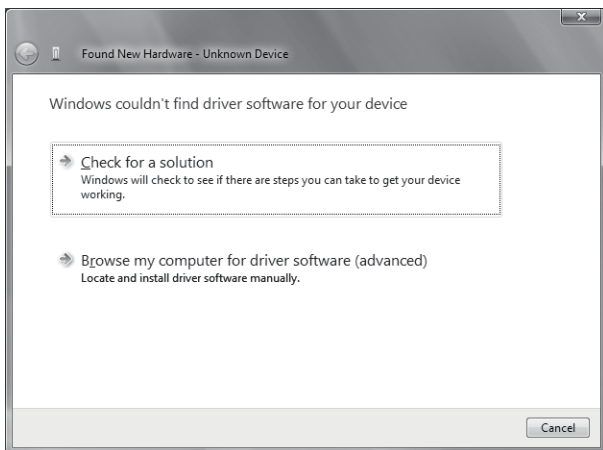 Found New Hardware - Unknown Device
Windows couldn't find driver software for your device
Check for a solution
Windows will check to see if there are steps you can take to get your device
working.
Browse my computer for driver software (advanced)
Locate and install driver software manually.
Cancel